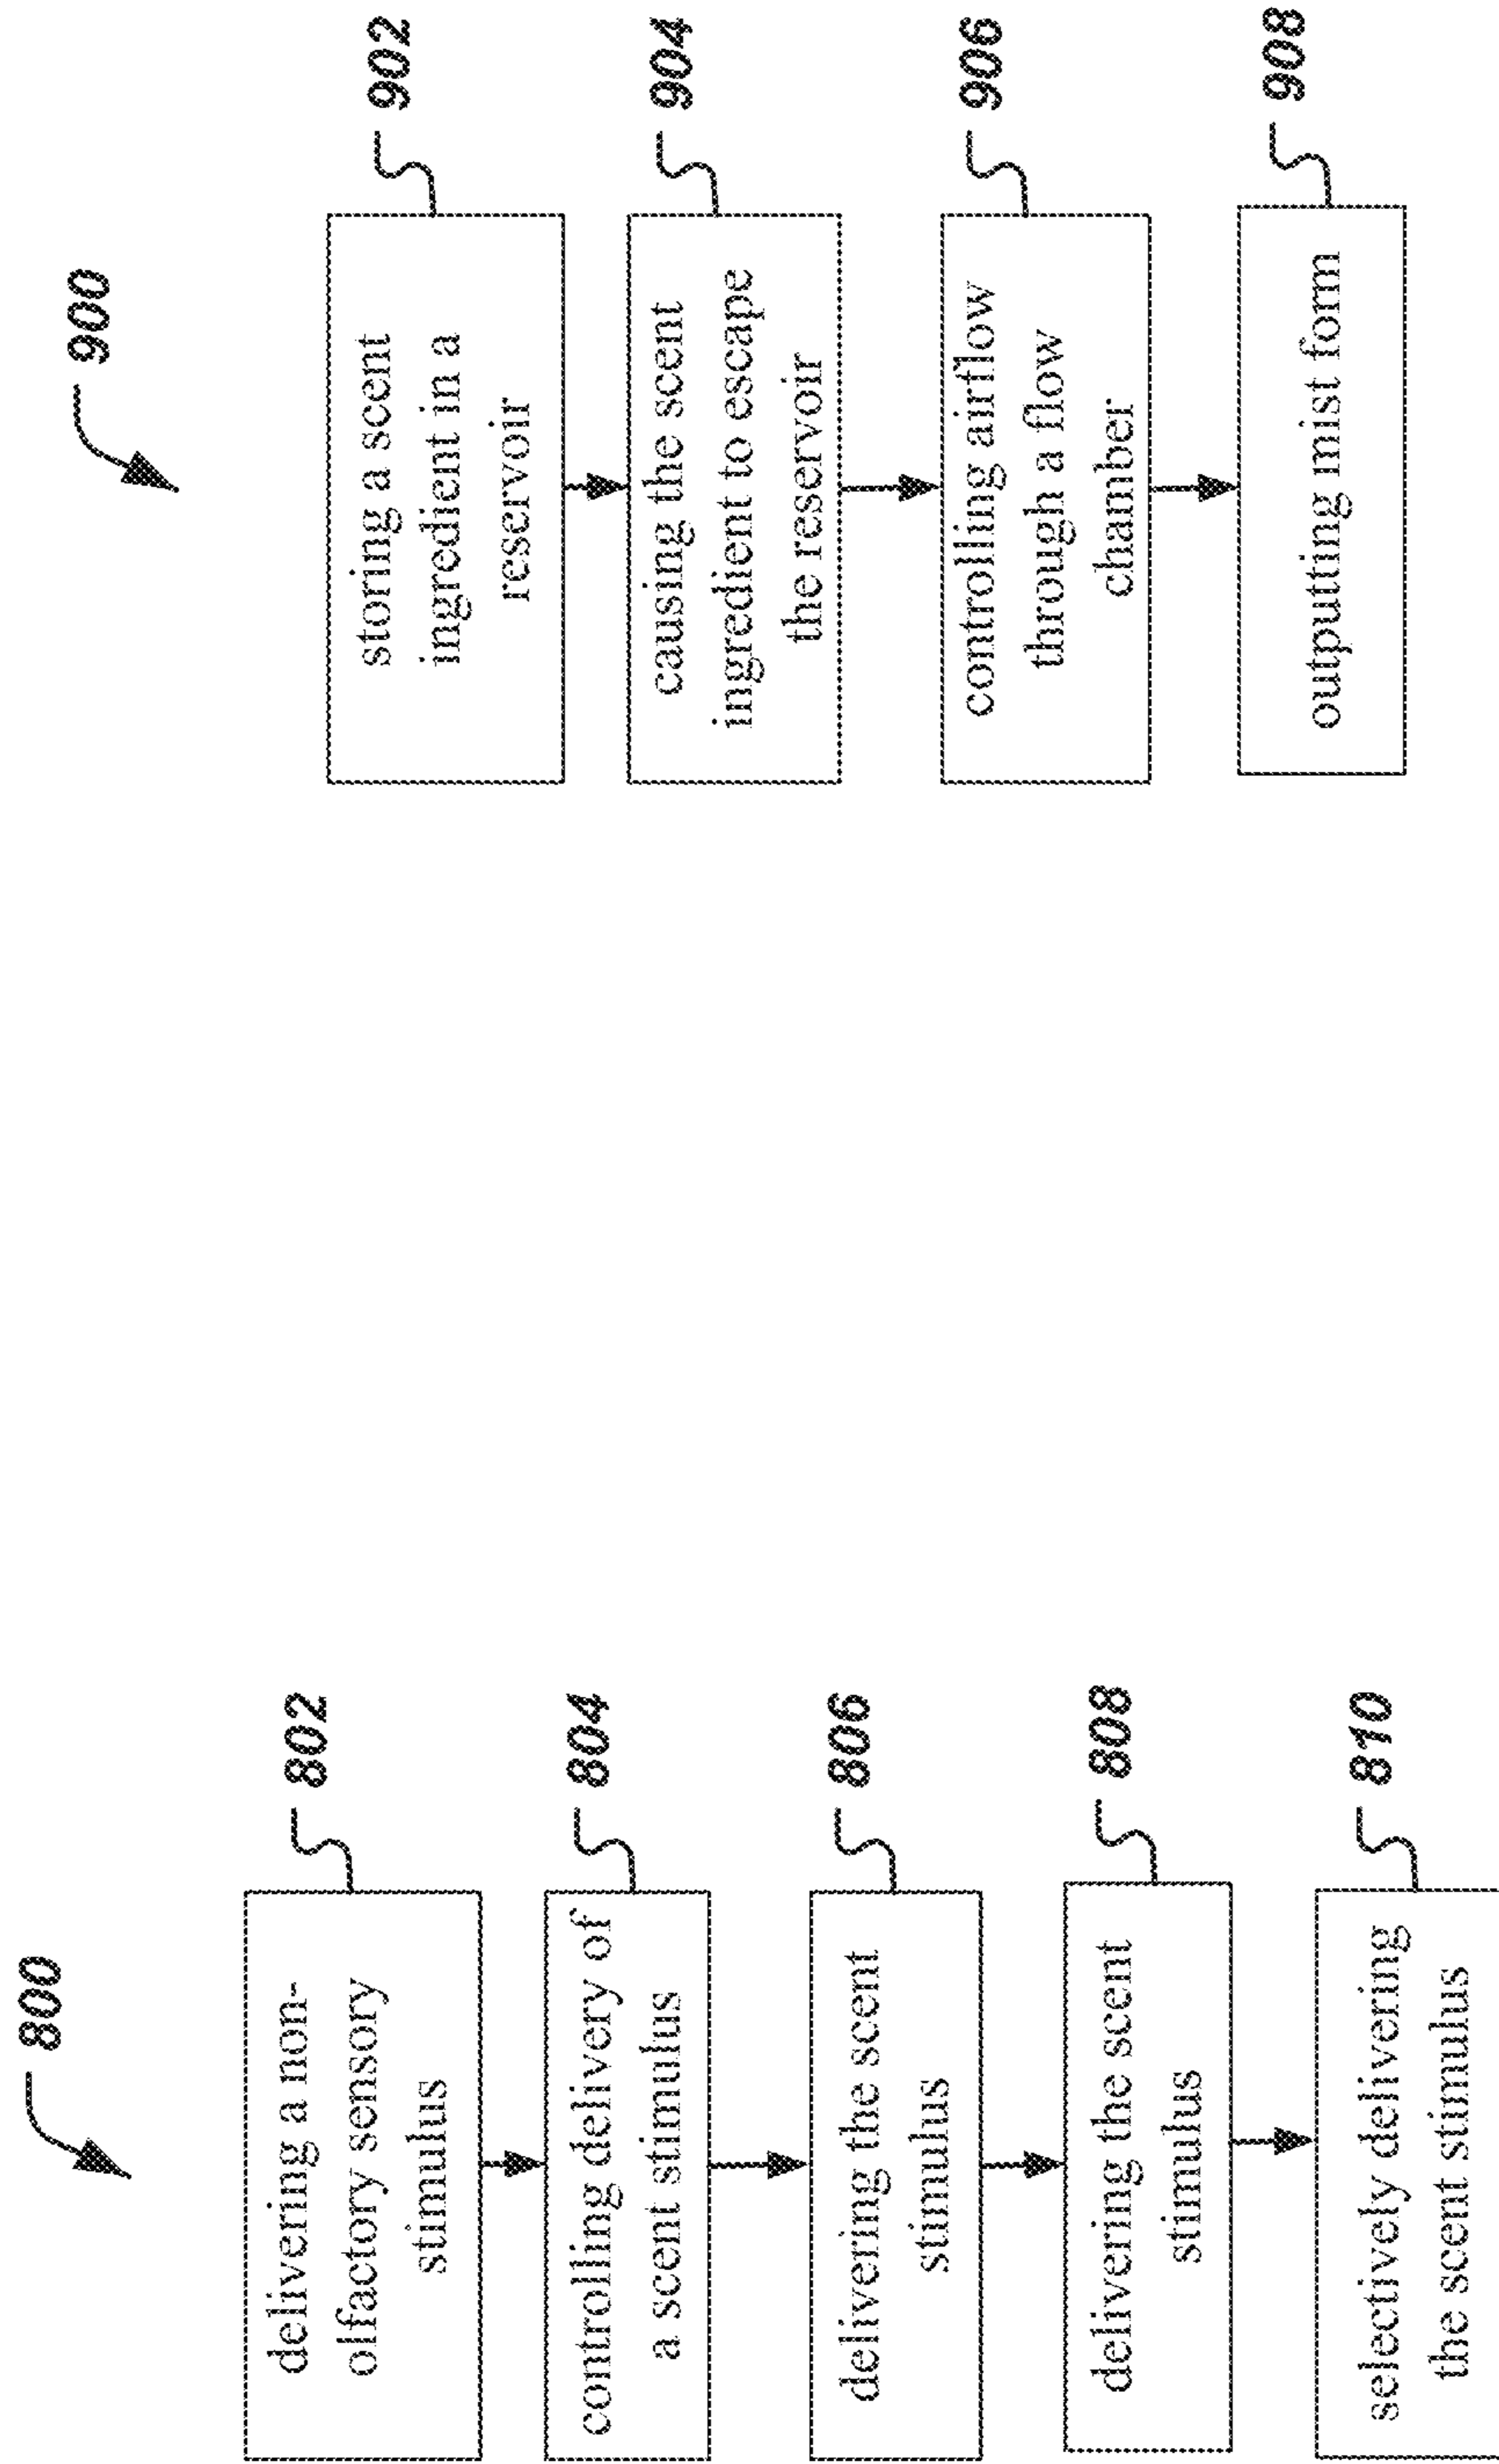 800
delivering a non-
olfactory sensory
stimulus
802
controlling delivery of
a scent stimulus
804
delivering the scent
stimulus
806
delivering the scent
stimulus
808
selectively delivering
the scent stimulus
810
900
storing a scent
ingredient in a
reservoir
902
causing the scent
ingredient to escape
the reservoir
904
controlling airflow
through a flow
chamber
906
outputting mist form
908